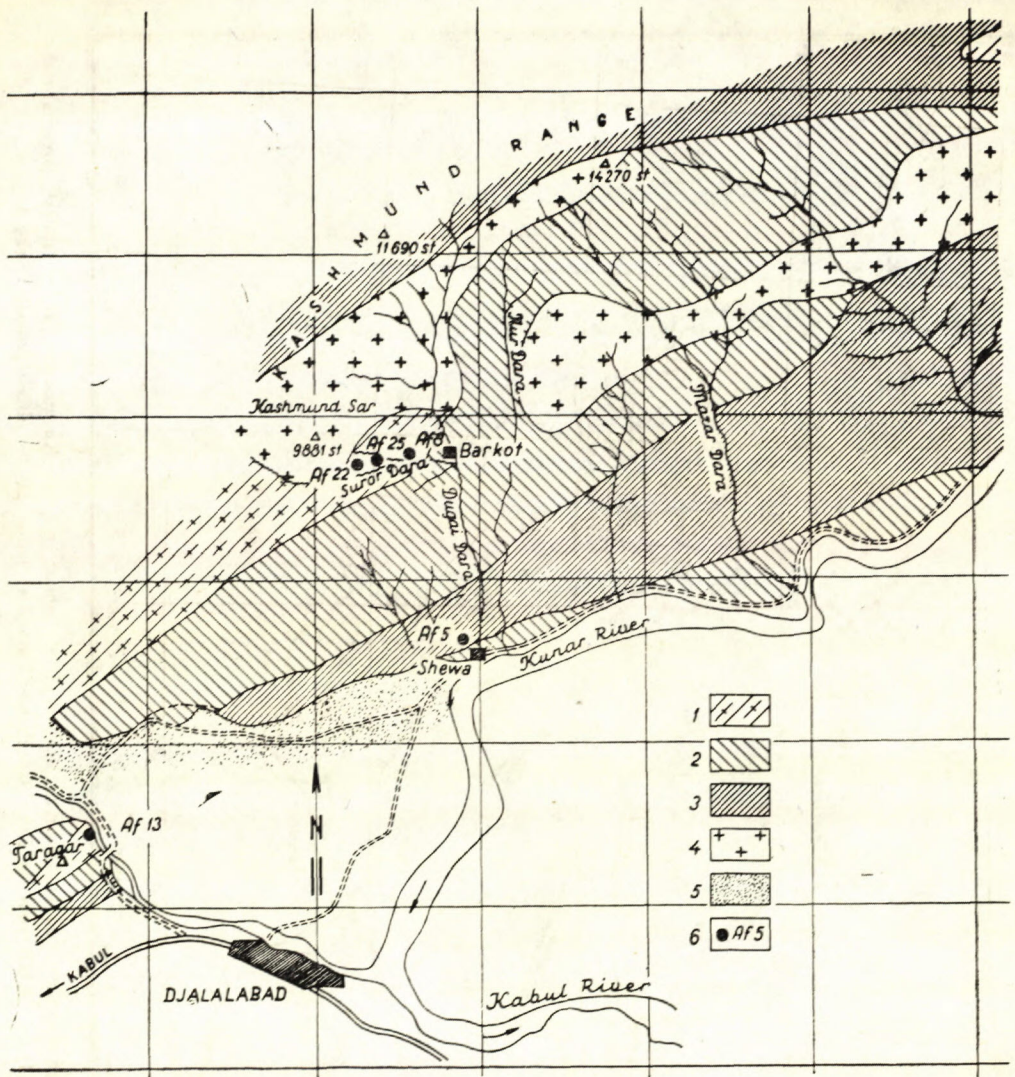 KASHMUND RANGE
14270 st
11690 st
Kashmund Sar
9881 st
Af 25
Af 8
Af 22
Suror Dara
Barkot
Kur Dara
Mazar Dara
Dugai Dara
Af 5
Shewa
Kunar River
1
2
3
4
5
6
Af 5
N
Af 13
Taragar
KABUL
DJALALABAD
Kabul River